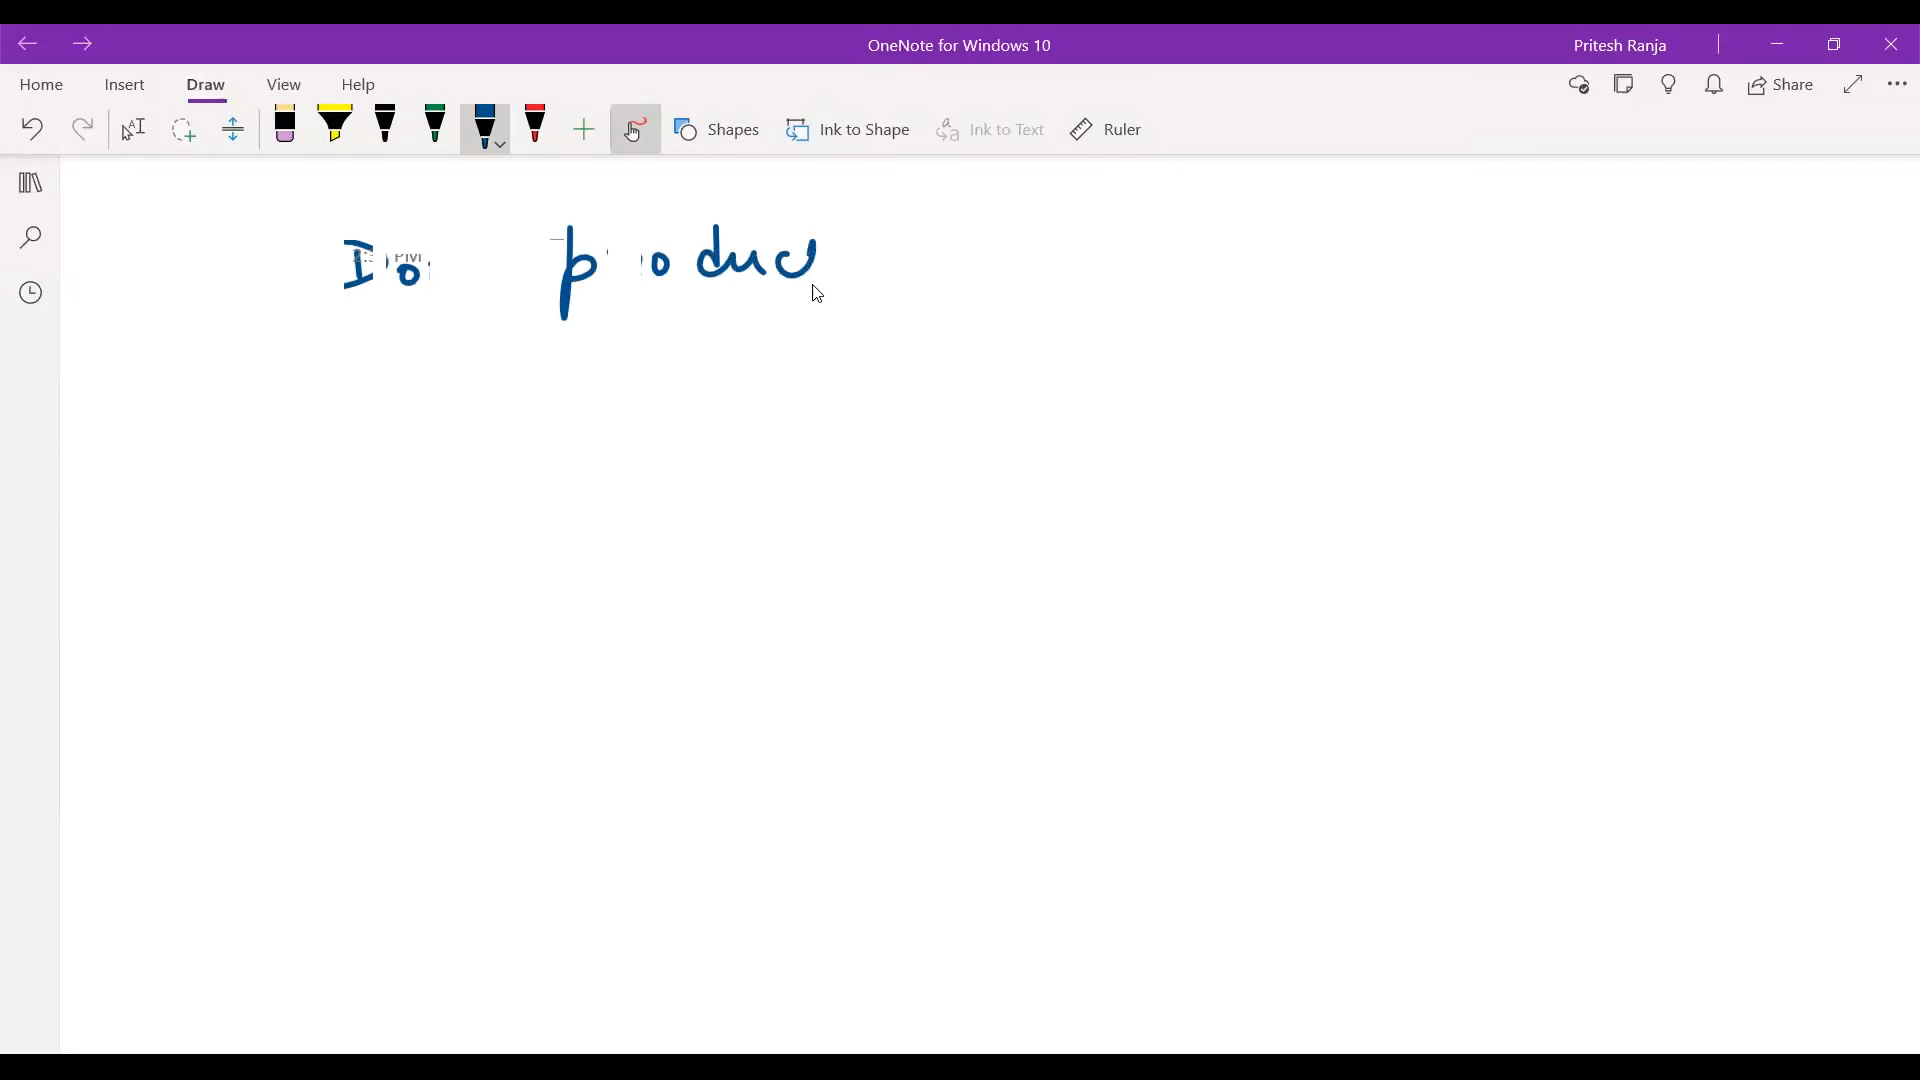 OneNote for Windows 10
Pritesh Ranja
Home Insert Draw View Help
Share
Shapes
Ink to Shape
Ink to Text
Ruler
produc